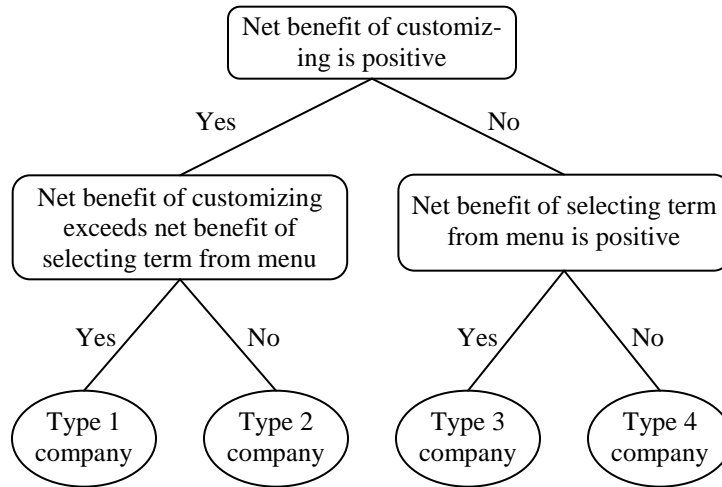 Net benefit of customiz-
ing is positive
Yes
No
Net benefit of customizing
exceeds net benefit of
selecting term from menu
Net benefit of selecting term
from menu is positive
Yes
No
Yes
No
Type 1
company
Type 2
company
Type 3
company
Type 4
company